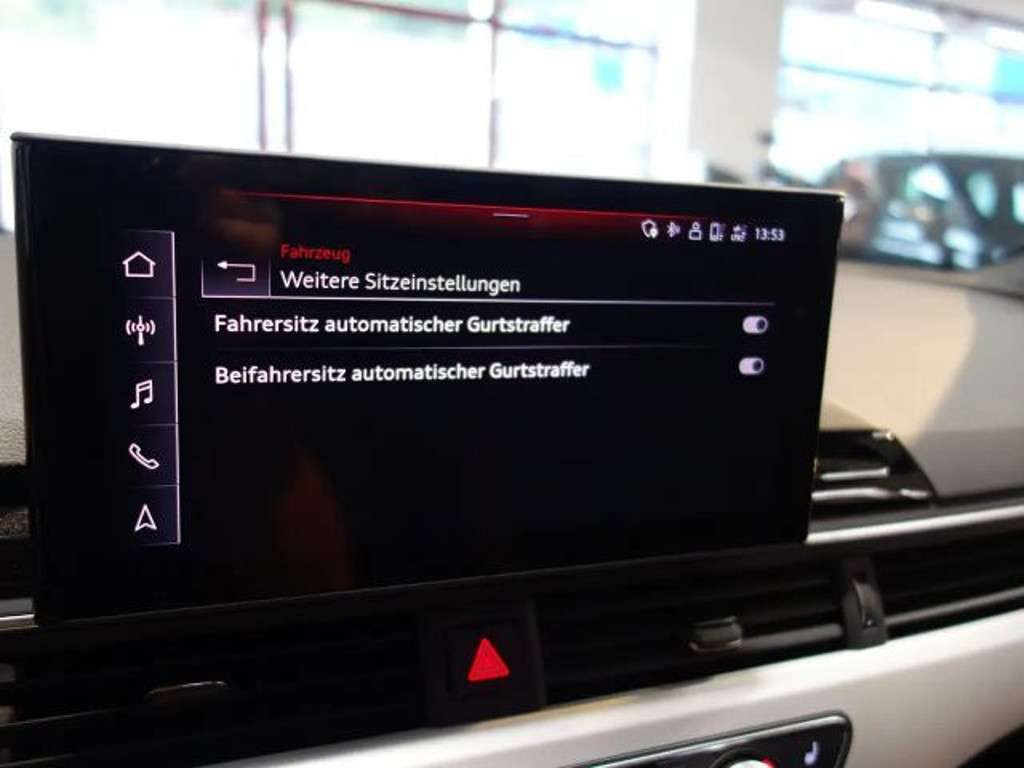 13:53
Fahrzeug
Weitere Sitzeinstellungen
Fahrersitz automatischer Gurtstraffer
Beifahrersitz automatischer Gurtstraffer